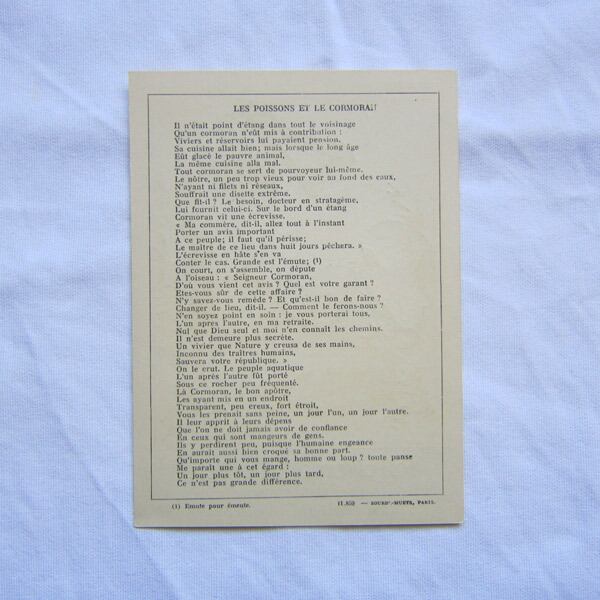 LES POISSONS ET LE CORMORAN
Il n'était point d'étang dans tout le voisinage
Qu'un cormoran n'eût mis à contribution :
Viviers et réservoirs lui payaient pension.
Sa cuisine allait bien; mais lorsque le long âge
Eût glacé le pauvre animal,
La même cuisine alla mal.
Tout cormoran se sert de pourvoyeur lui-même.
Le nôtre, un peu trop vieux pour voir au fond des eaux,
N'ayant ni filets ni réseaux,
Souffrait une disette extrême.
Que fit-il ? Le besoin, docteur en stratagème,
Lui fournit celui-ci. Sur le bord d'un étang
Cormoran vit une écrevisse.
« Ma commère, dit-il, allez tout à l'instant
Porter un avis important
A ce peuple; il faut qu'il périsse;
Le maître de ce lieu dans huit jours pêchera. »
L'écrevisse en hâte s'en va
Conter le cas. Grande est l'émute; (1)
On court, on s'assemble, on députe
A l'oiseau : « Seigneur Cormoran,
D'où vous vient cet avis ? Quel est votre garant ?
Etes-vous sûr de cette affaire ?
N'y savez-vous remède ? Et qu'est-il bon de faire ?
Changer de lieu, dit-il. — Comment le ferons-nous ?
N'en soyez point en soin : je vous porterai tous,
L'un après l'autre, en ma retraite.
Nul que Dieu seul et moi n'en connaît les chemins.
Il n'est demeure plus secrète.
Un vivier que Nature y creusa de ses mains,
Inconnu des traîtres humains,
Sauvera votre république. »
On le crut. Le peuple aquatique
L'un après l'autre fût porté
Sous ce rocher peu fréquenté.
Là Cormoran, le bon apôtre,
Les ayant mis en un endroit
Transparent, peu creux, fort étroit,
Vous les prenait sans peine, un jour l'un, un jour l'autre.
Il leur apprit à leurs dépens
Que l'on ne doit jamais avoir de confiance
En ceux qui sont mangeurs de gens.
Ils y perdirent peu, puisque l'humaine engeance
En aurait aussi bien croqué sa bonne part.
Qu'importe qui vous mange, homme ou loup ? toute panse
Me paraît une à cet égard :
Un jour plus tôt, un jour plus tard,
Ce n'est pas grande différence.
(1) Emute pour émeute.
— SOURD'-MUETS, PARIS.